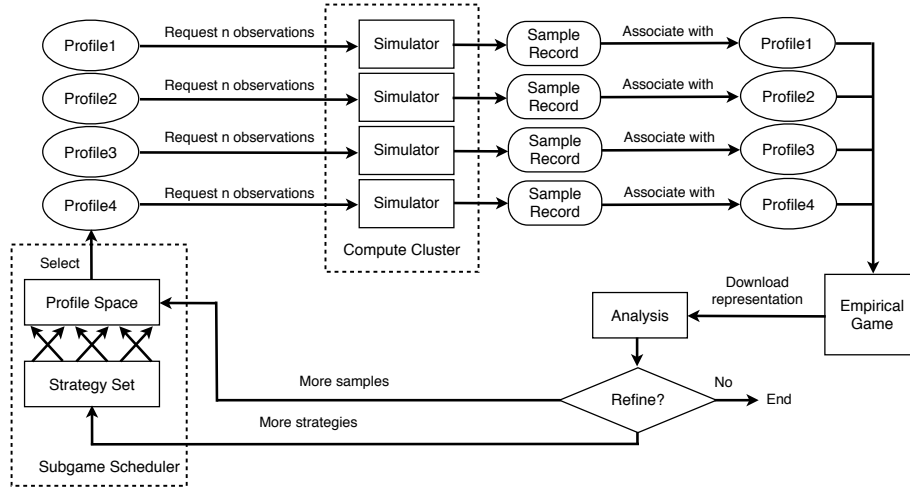 Profile1
Request n observations
Simulator
Sample
Record
Associate with
Profile1
Profile2
Request n observations
Simulator
Sample
Record
Associate with
Profile2
Profile3
Request n observations
Simulator
Sample
Record
Associate with
Profile3
Profile4
Request n observations
Simulator
Sample
Record
Associate with
Profile4
Compute Cluster
Select
Profile Space
Strategy Set
Subgame Scheduler
Download
representation
Empirical
Game
Analysis
Refine?
No
End
More samples
More strategies